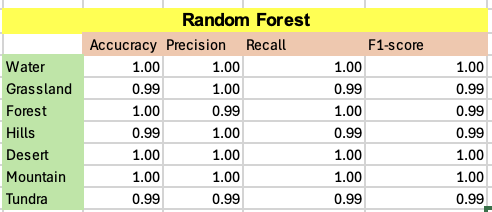 Random Forest
Accucracy Precision Recall F1-score
Water 1.00 1.00 1.00 1.00
Grassland 0.99 1.00 0.99 0.99
Forest 1.00 0.99 1.00 0.99
Hills 0.99 1.00 0.99 0.99
Desert 1.00 1.00 1.00 1.00
Mountain 1.00 1.00 1.00 1.00
Tundra 0.99 0.99 0.99 0.99